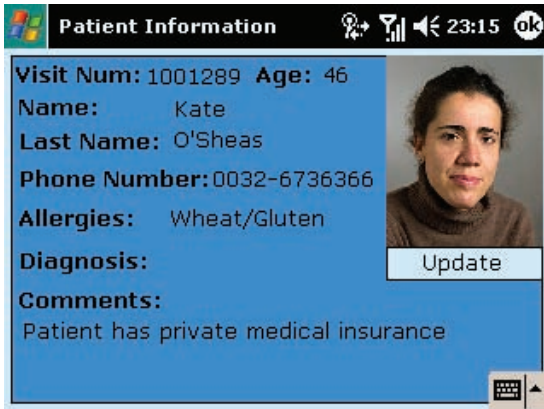 Patient Information 23:15 ok
Visit Num: 1001289 Age: 46
Name: Kate
Last Name: O'Sheas
Phone Number: 0032-6736366
Allergies: Wheat/Gluten
Diagnosis:
Update
Comments:
Patient has private medical insurance